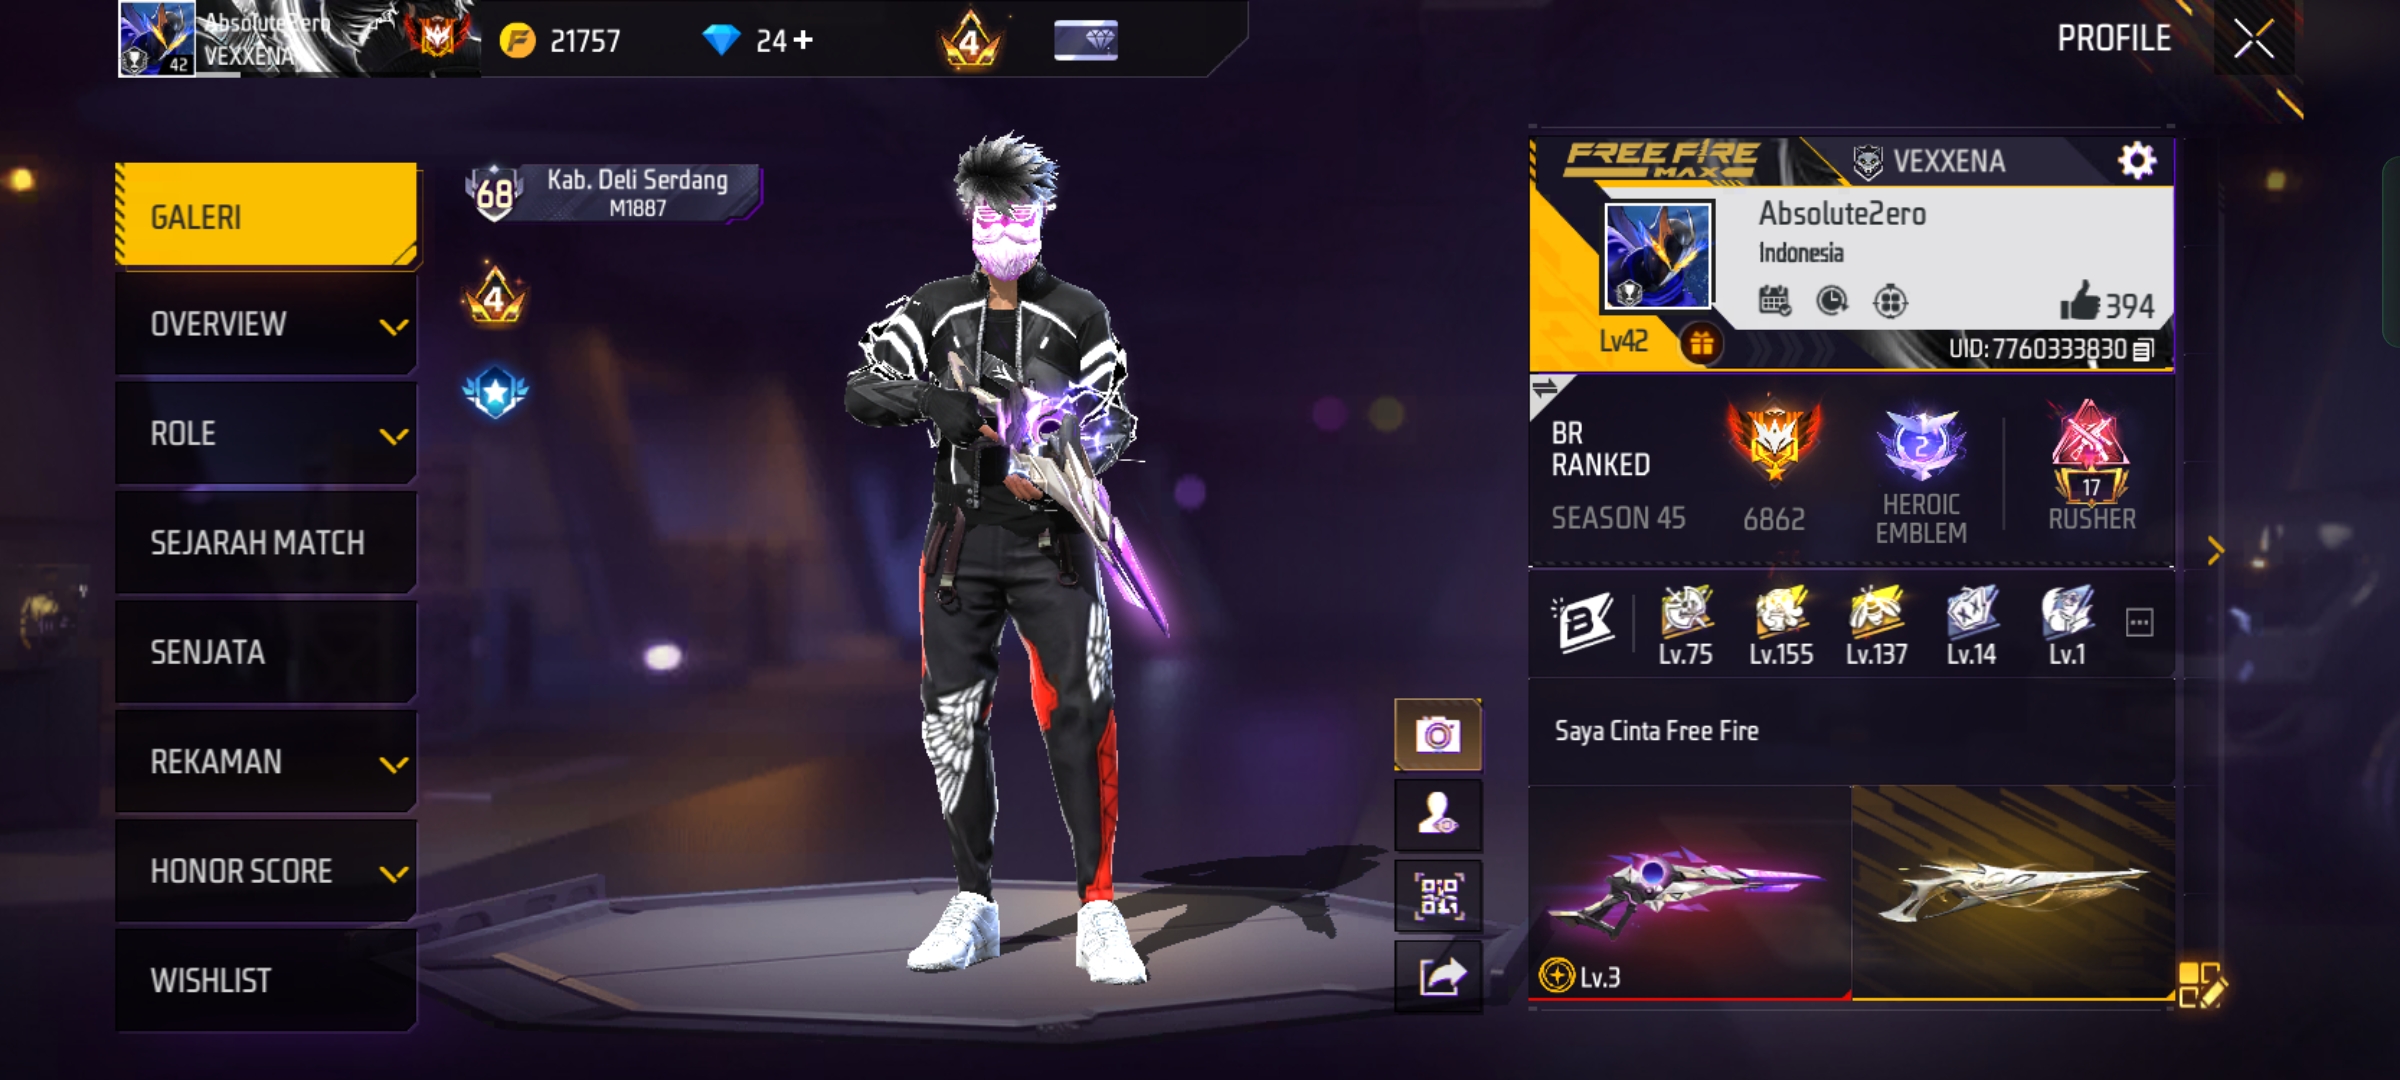 Absolute2ero
VEXXENA
42
21757
24+
4
PROFILE
GALERI
OVERVIEW
ROLE
SEJARAH MATCH
SENJATA
REKAMAN
HONOR SCORE
WISHLIST
68
Kab. Deli Serdang
M1887
4
FREE FIRE
MAX
VEXXENA
Absolute2ero
Indonesia
394
Lv42
UID: 7760333830
BR
RANKED
SEASON 45
6862
2
HEROIC
EMBLEM
17
RUSHER
B
Lv.75
Lv.155
Lv.137
Lv.14
Lv.1
Saya Cinta Free Fire
Lv.3